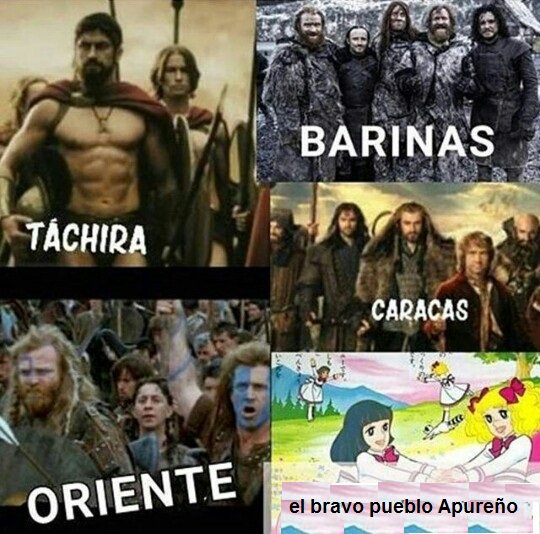 BARINAS
TÁCHIRA
CARACAS
ORIENTE
el bravo pueblo Apureño